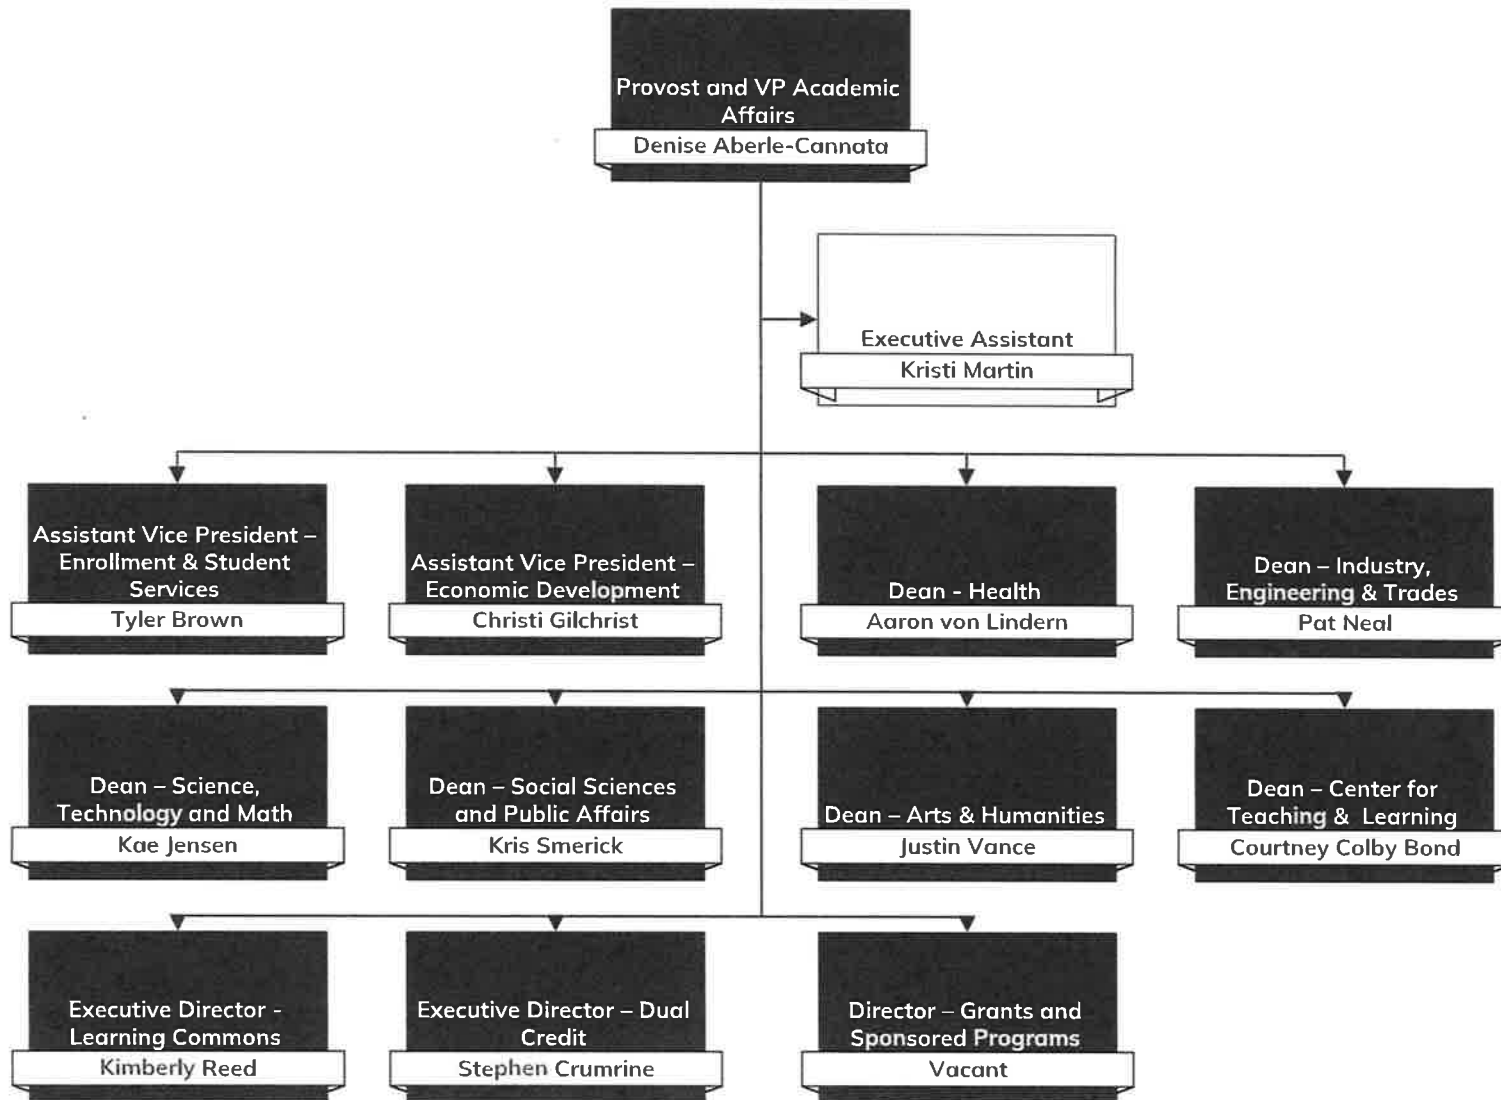 Provost and VP Academic
Affairs
Denise Aberle-Cannata
Executive Assistant
Kristi Martin
Assistant Vice President –
Enrollment & Student
Services
Tyler Brown
Assistant Vice President –
Economic Development
Christi Gilchrist
Dean - Health
Aaron von Lindern
Dean – Industry,
Engineering & Trades
Pat Neal
Dean – Science,
Technology and Math
Kae Jensen
Dean – Social Sciences
and Public Affairs
Kris Smerick
Dean – Arts & Humanities
Justin Vance
Dean – Center for
Teaching & Learning
Courtney Colby Bond
Executive Director -
Learning Commons
Kimberly Reed
Executive Director – Dual
Credit
Stephen Crumrine
Director – Grants and
Sponsored Programs
Vacant